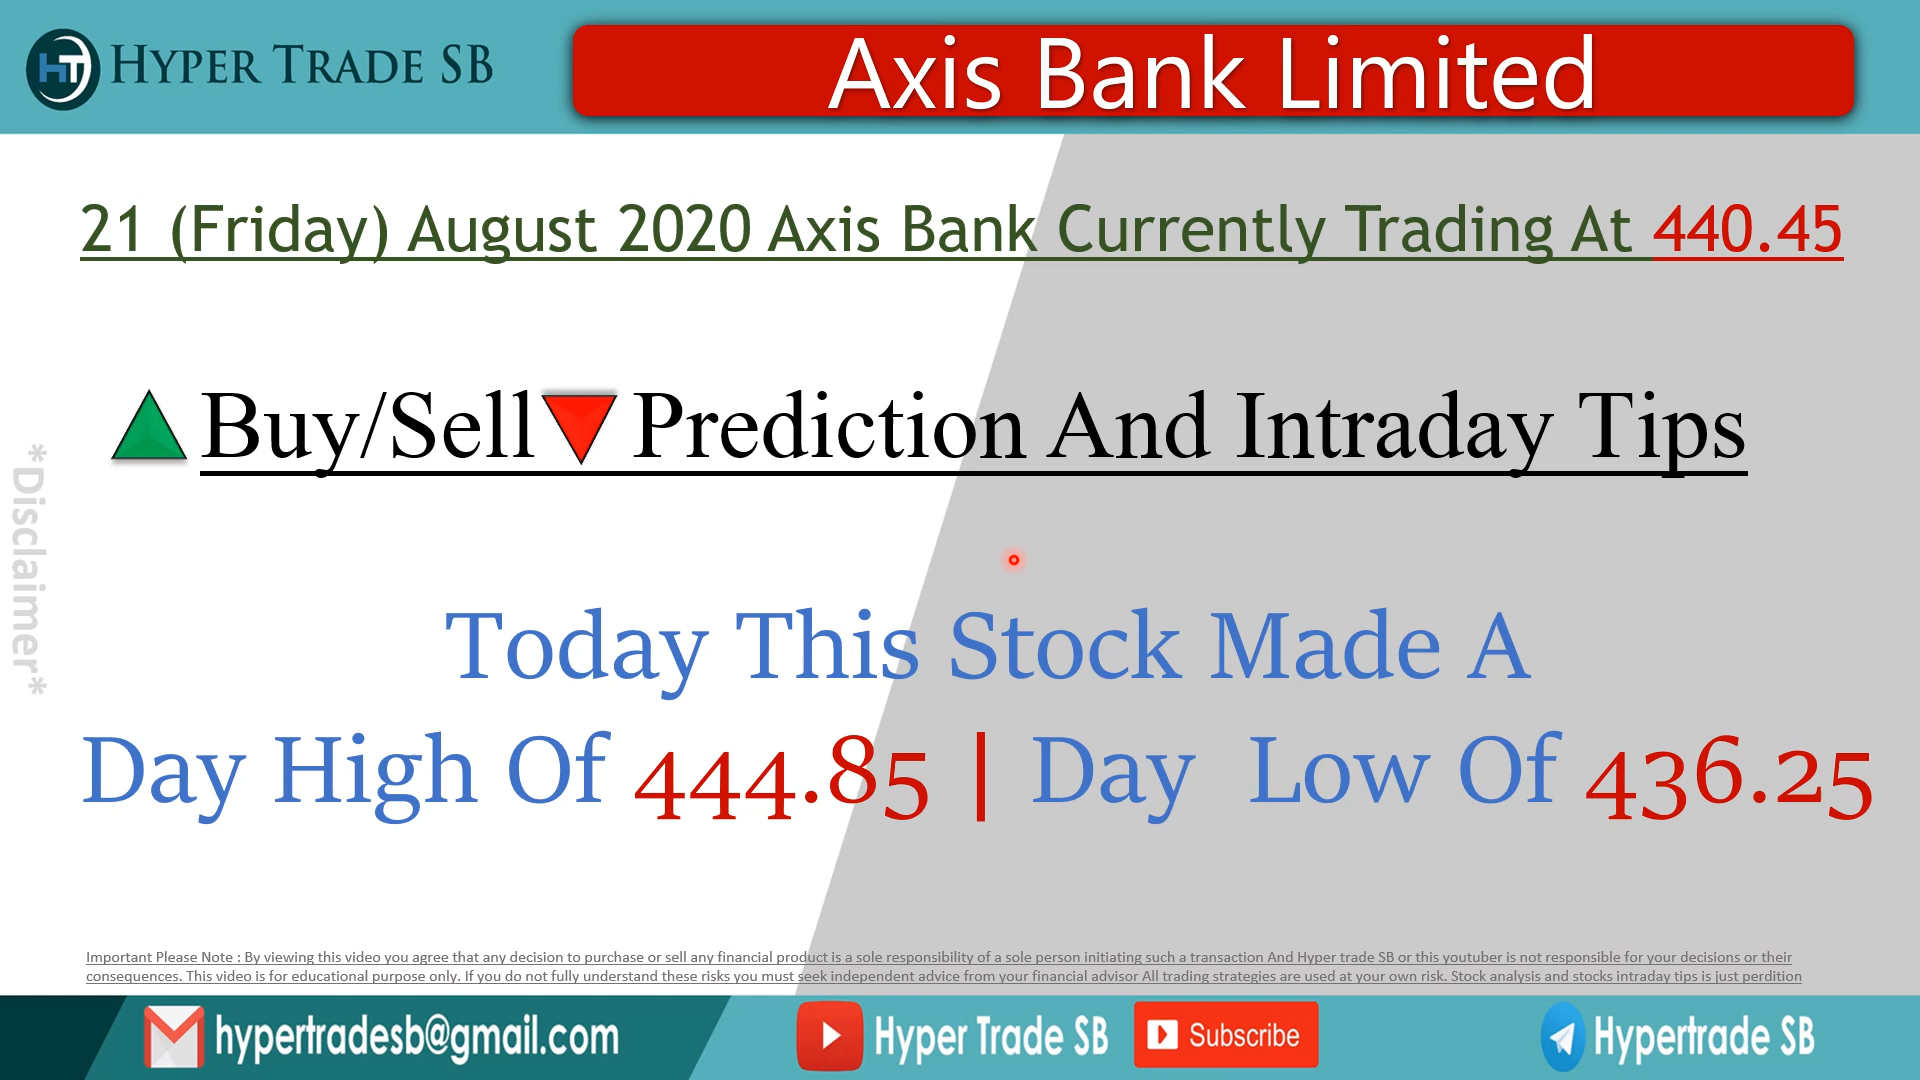 HT HYPER TRADE SB
Axis Bank Limited
21 (Friday) August 2020 Axis Bank Currently Trading At 440.45
Buy/Sell Prediction And Intraday Tips
*Disclaimer*
Today This Stock Made A
Day High Of 444.85 | Day Low Of 436.25
Important Please Note : By viewing this video you agree that any decision to purchase or sell any financial product is a sole responsibility of a sole person initiating such a transaction And Hyper trade SB or this youtuber is not responsible for your decisions or their
consequences. This video is for educational purpose only. If you do not fully understand these risks you must seek independent advice from your financial advisor All trading strategies are used at your own risk. Stock analysis and stocks intraday tips is just perdition
hypertradesb@gmail.com Hyper Trade SB Subscribe Hypertrade SB